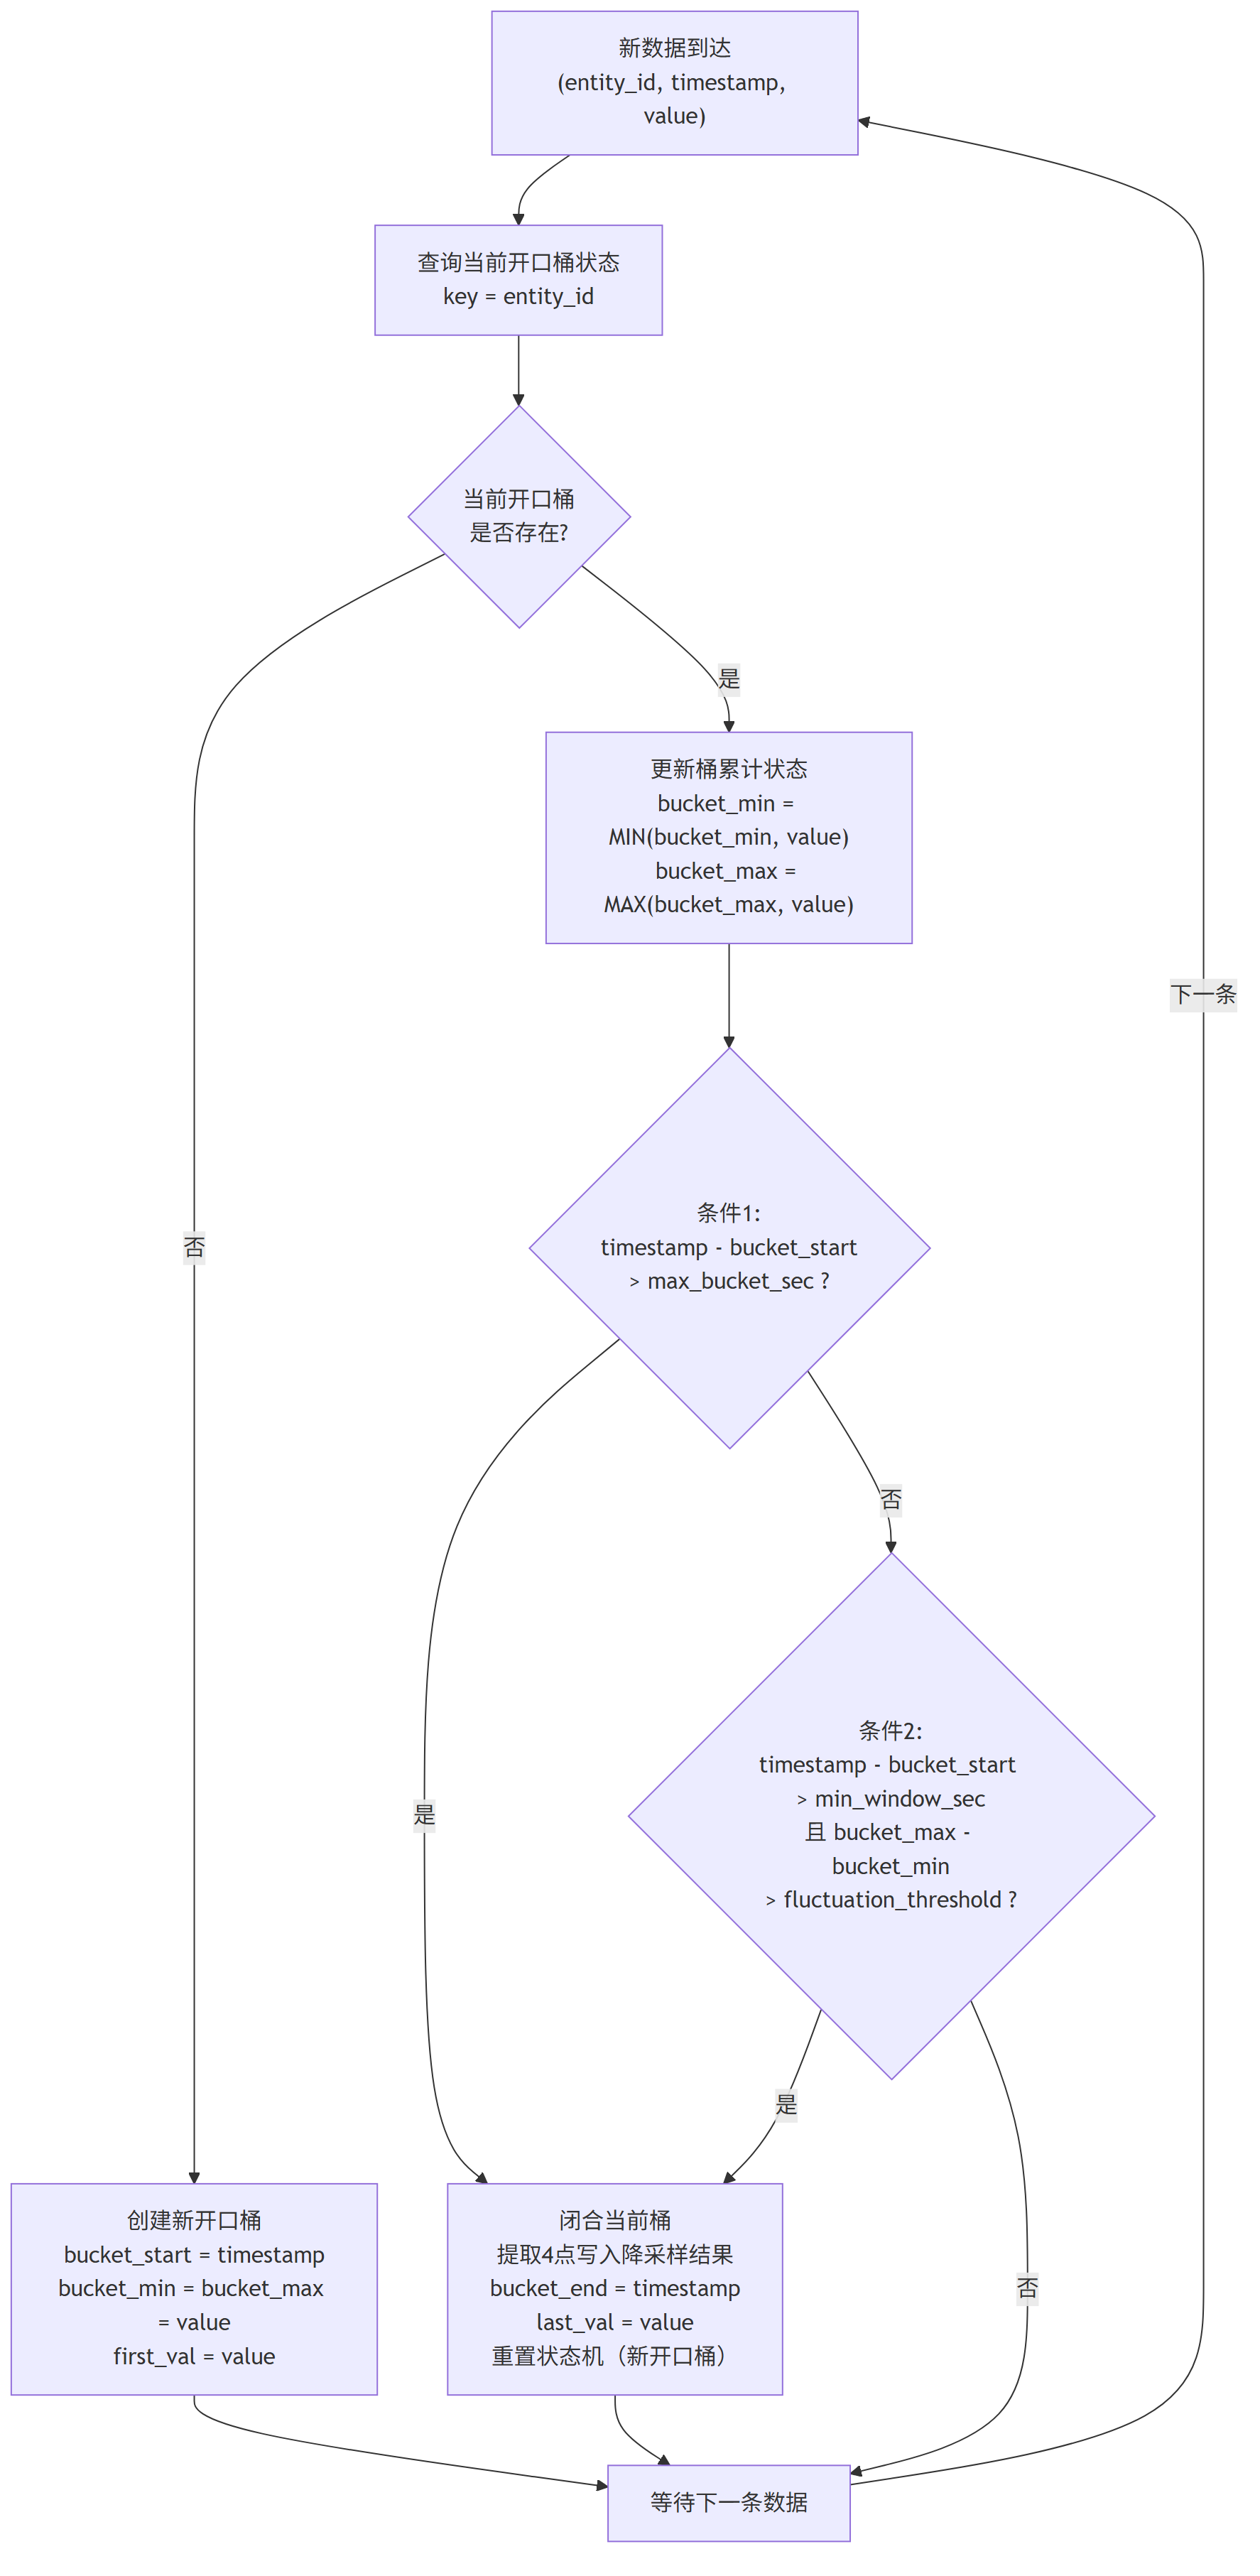 新数据到达
(entity_id, timestamp,
value)
查询当前开口桶状态
key = entity_id
当前开口桶
是否存在?
是
更新桶累计状态
bucket_min =
MIN(bucket_min, value)
bucket_max =
MAX(bucket_max, value)
下一条
条件1:
timestamp - bucket_start
> max_bucket_sec ?
否
否
条件2:
timestamp - bucket_start
> min_window_sec
且 bucket_max -
bucket_min
> fluctuation_threshold ?
是
是
否
创建新开口桶
bucket_start = timestamp
bucket_min = bucket_max
= value
first_val = value
闭合当前桶
提取4点写入降采样结果
bucket_end = timestamp
last_val = value
重置状态机（新开口桶）
等待下一条数据